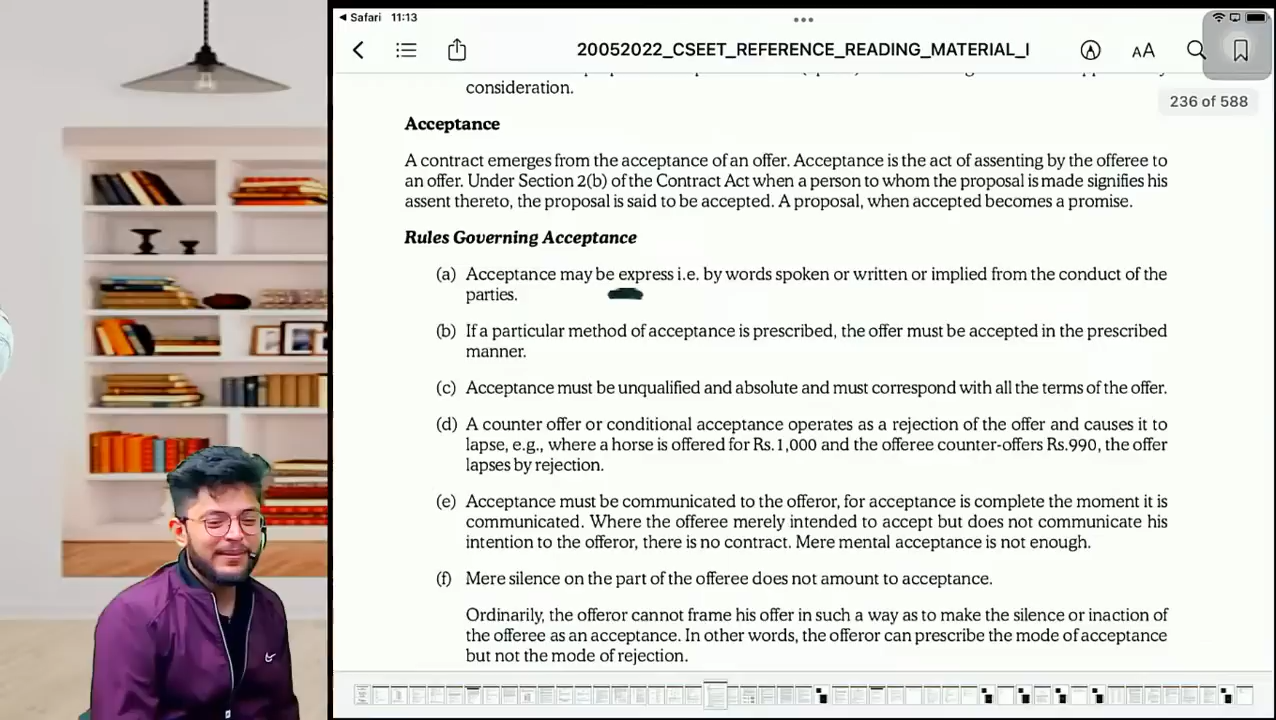 Safari 11:13
20052022_CSEET_REFERENCE_READING_MATERIAL_I
AA
236 of 588
consideration.
Acceptance
A contract emerges from the acceptance of an offer. Acceptance is the act of assenting by the offeree to
an offer. Under Section 2(b) of the Contract Act when a person to whom the proposal is made signifies his
assent thereto, the proposal is said to be accepted. A proposal, when accepted becomes a promise.
Rules Governing Acceptance
(a) Acceptance may be express i.e. by words spoken or written or implied from the conduct of the
parties.
(b) If a particular method of acceptance is prescribed, the offer must be accepted in the prescribed
manner.
(c) Acceptance must be unqualified and absolute and must correspond with all the terms of the offer.
(d) A counter offer or conditional acceptance operates as a rejection of the offer and causes it to
lapse, e.g., where a horse is offered for Rs.1,000 and the offeree counter-offers Rs.990, the offer
lapses by rejection.
(e) Acceptance must be communicated to the offeror, for acceptance is complete the moment it is
communicated. Where the offeree merely intended to accept but does not communicate his
intention to the offeror, there is no contract. Mere mental acceptance is not enough.
(f) Mere silence on the part of the offeree does not amount to acceptance.
Ordinarily, the offeror cannot frame his offer in such a way as to make the silence or inaction of
the offeree as an acceptance. In other words, the offeror can prescribe the mode of acceptance
but not the mode of rejection.